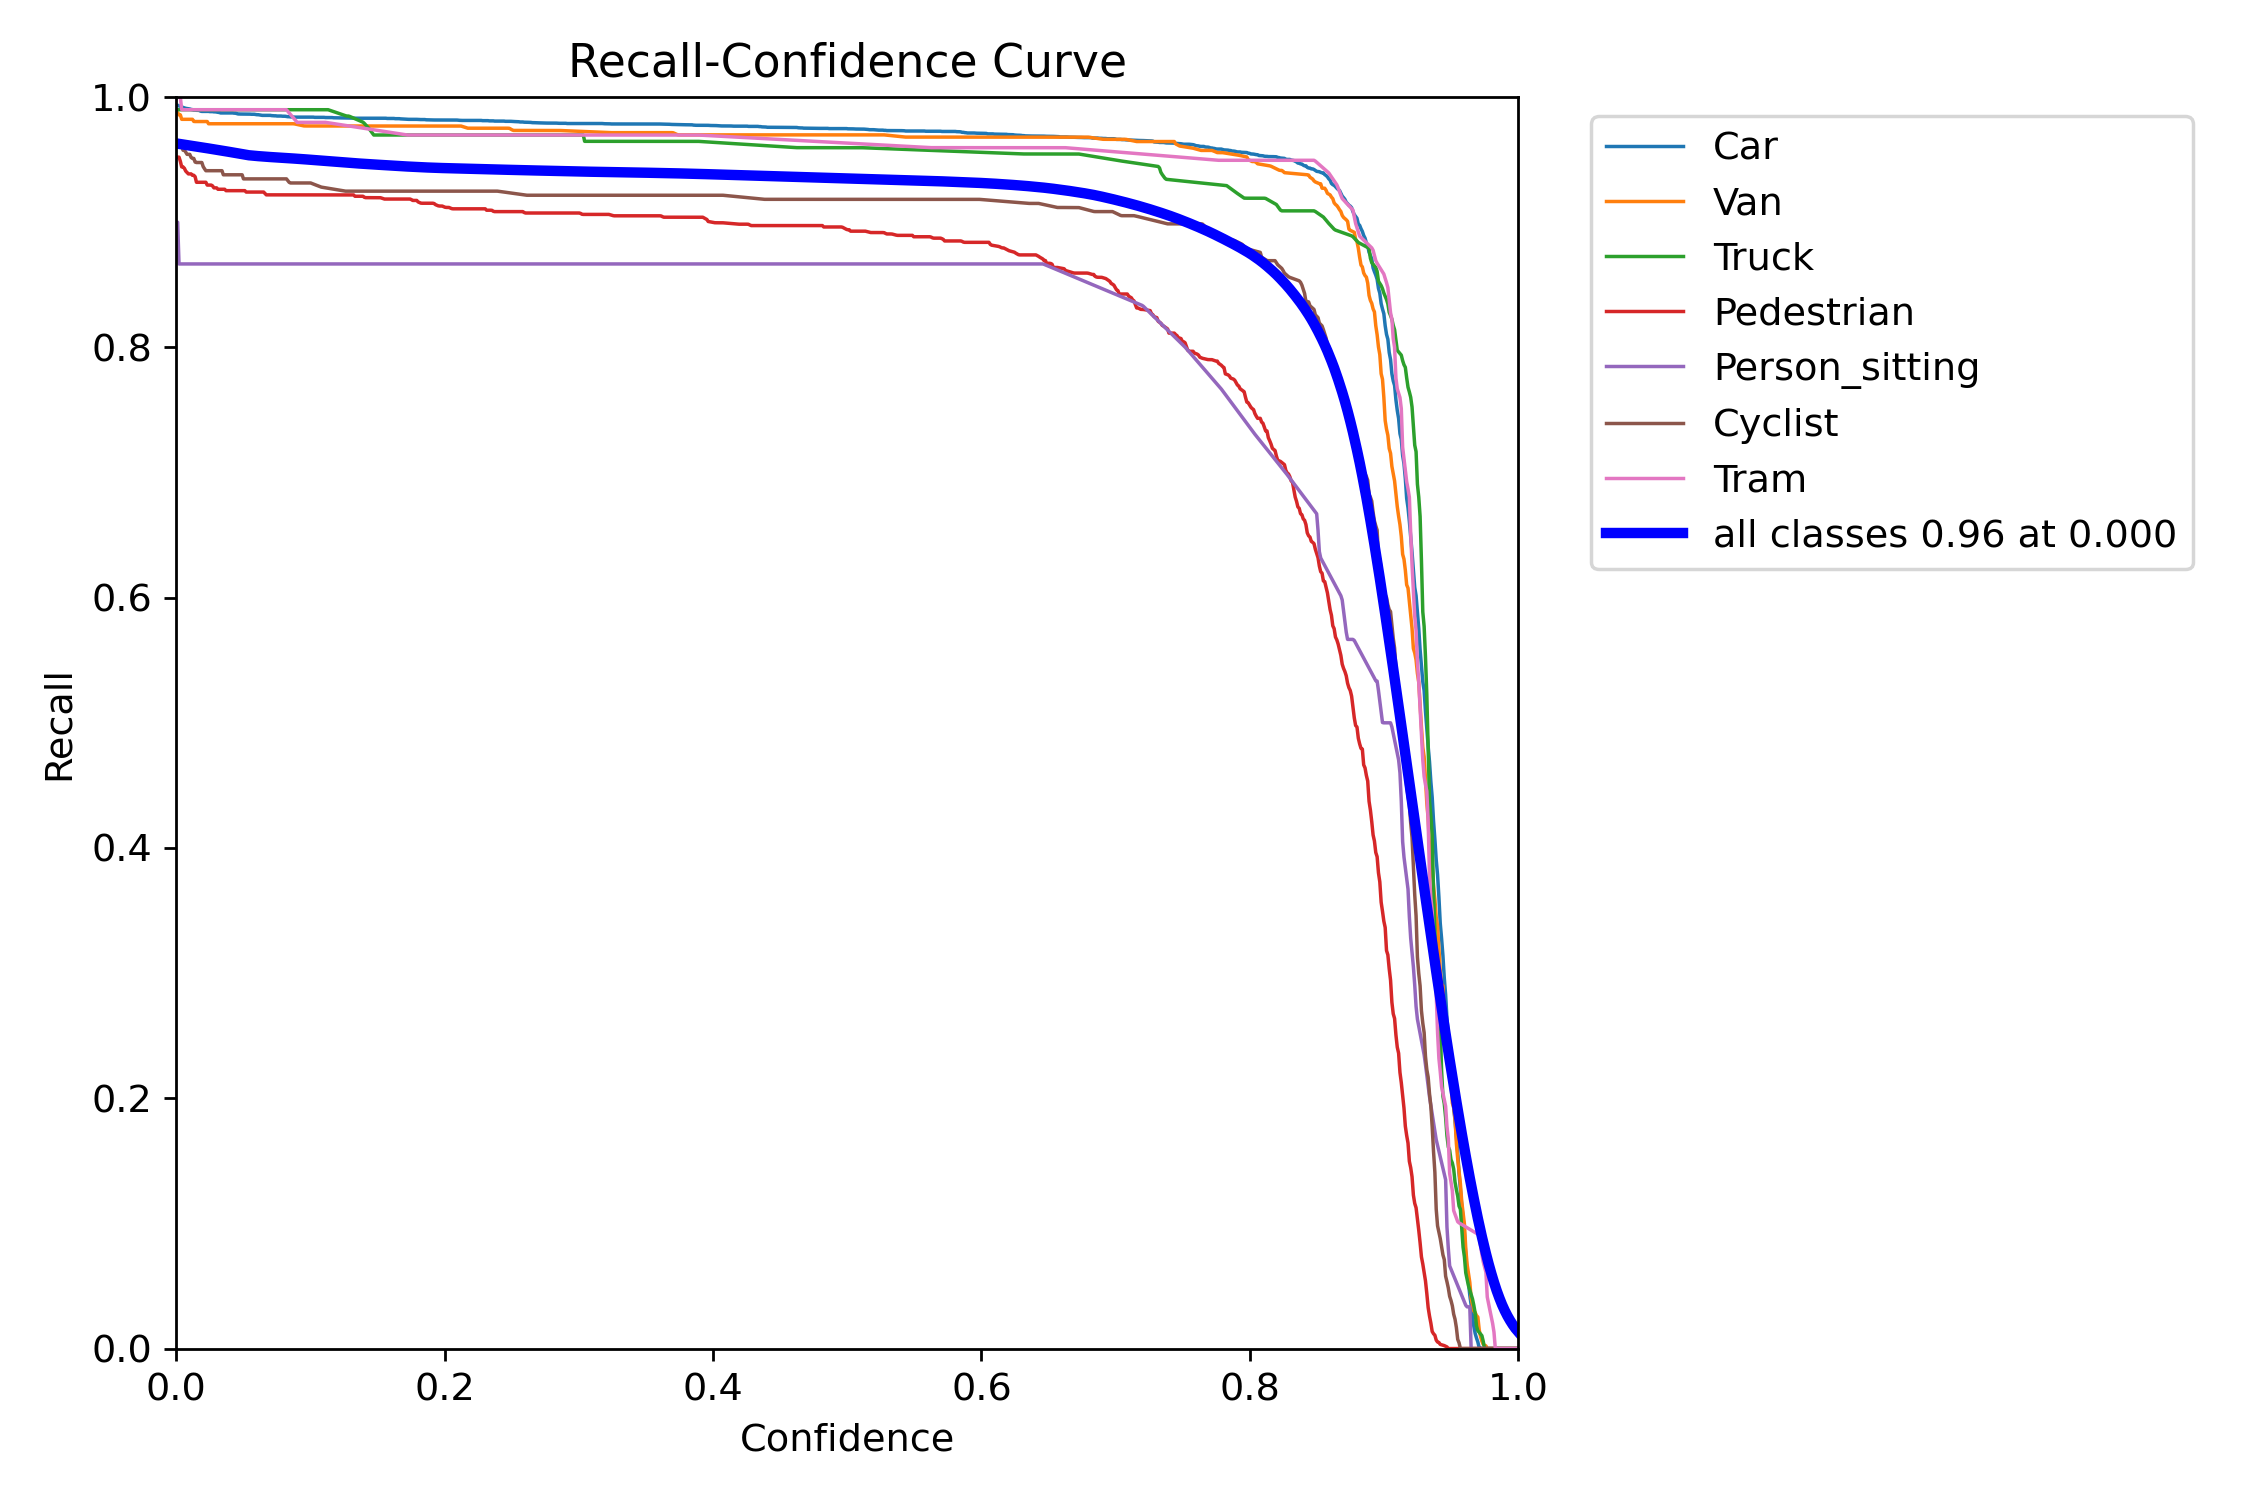 Recall-Confidence Curve
1.0
0.8
0.6
0.4
0.2
0.0
Recall
0.0 0.2 0.4 0.6 0.8 1.0
Confidence
Car
Van
Truck
Pedestrian
Person_sitting
Cyclist
Tram
all classes 0.96 at 0.000